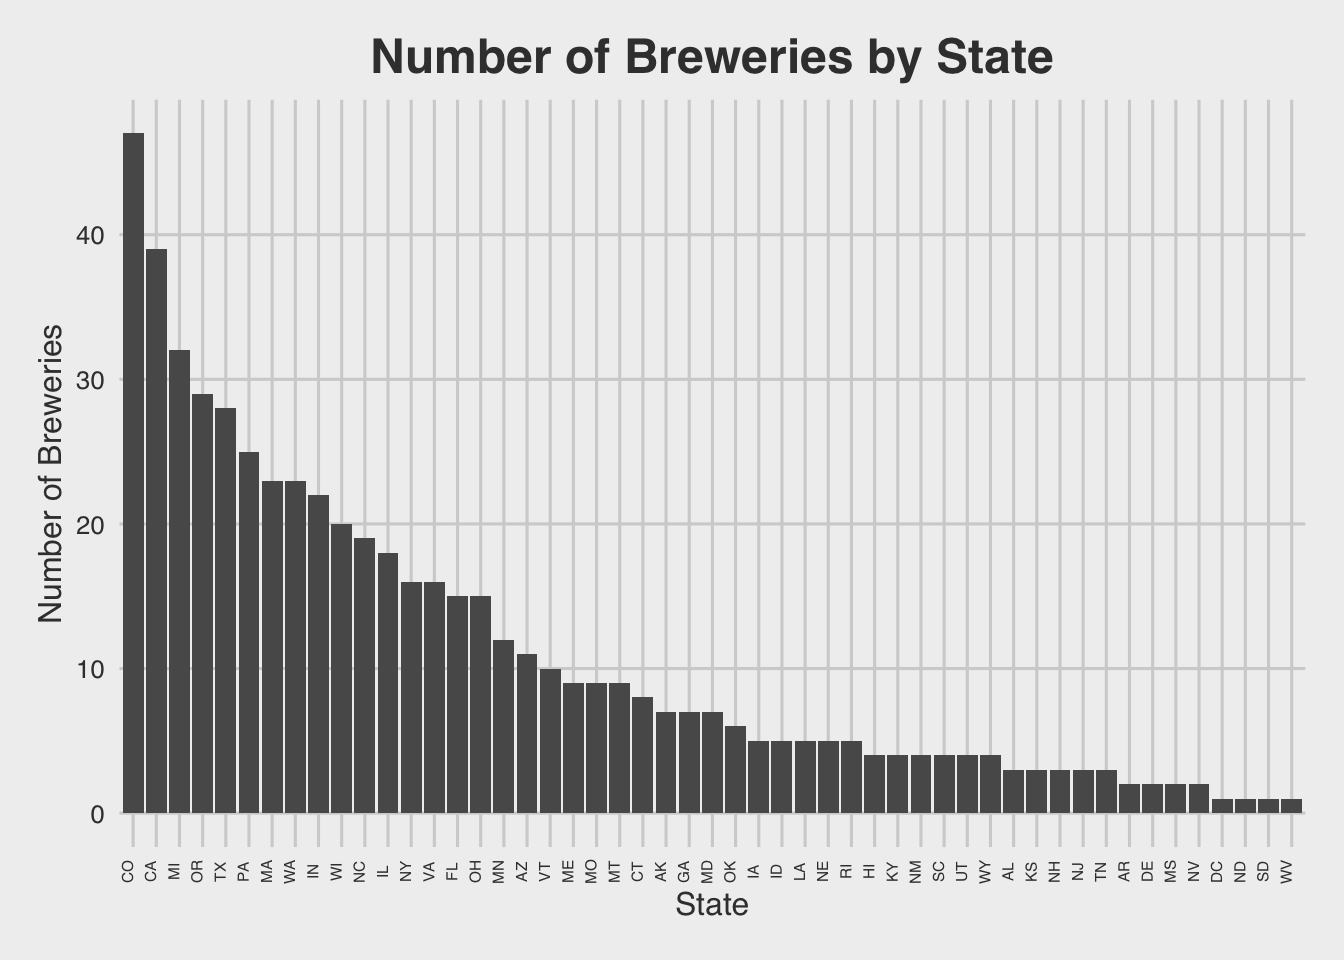 Number of Breweries by State
Number of Breweries
40
30
20
10
0
CO CA MI OR TX PA MA WA IN WI NC IL NY VA FL OH MN AZ VT ME MO MT CT AK GA MD OK IA ID LA NE RI HI KY NM SC UT WY AL KS NH NJ TN AR DE MS NV DC ND SD WV
State